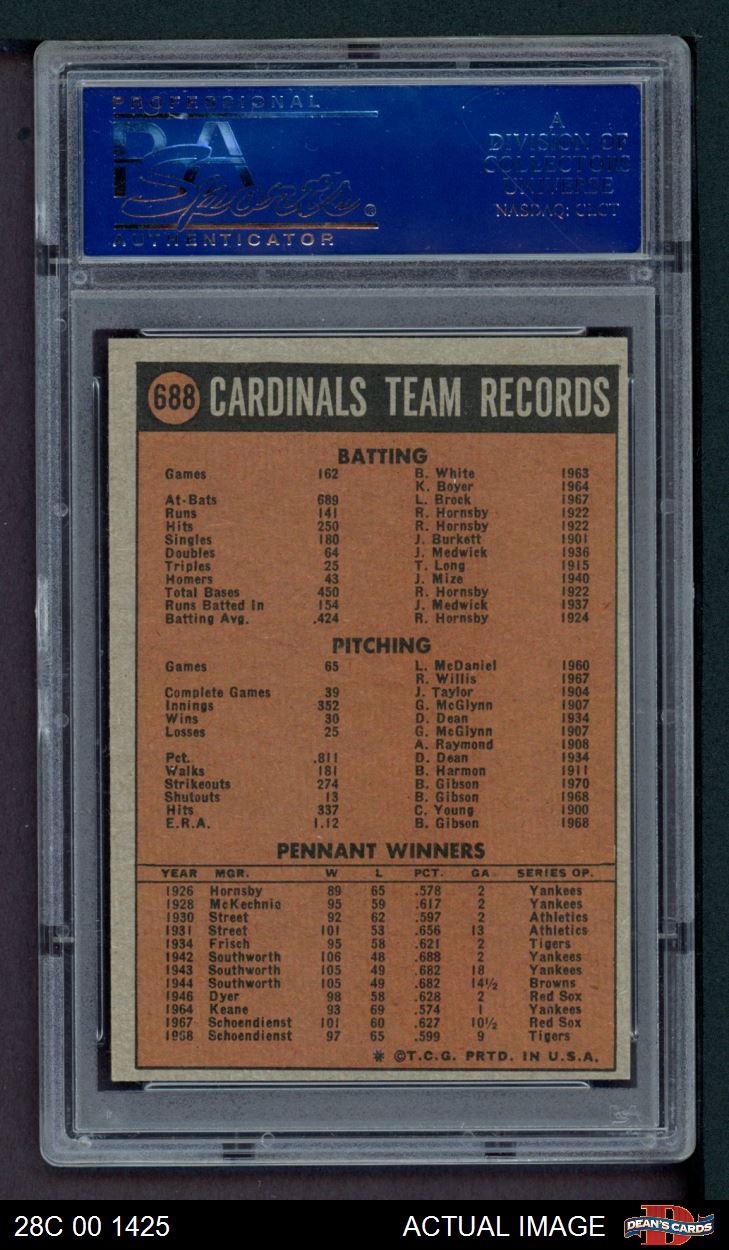 PROFESSIONAL
PSA
Sports®
AUTHENTICATOR
A
DIVISION OF
COLLECTORS
UNIVERSE
NASDAQ: CLCT
688 CARDINALS TEAM RECORDS
BATTING
Games 162 B. White 1963
K. Boyer 1964
At-Bats 689 L. Brock 1967
Runs 141 R. Hornsby 1922
Hits 250 R. Hornsby 1922
Singles 180 J. Burkett 1901
Doubles 64 J. Medwick 1936
Triples 25 T. Long 1915
Homers 43 J. Mize 1940
Total Bases 450 R. Hornsby 1922
Runs Batted In 154 J. Medwick 1937
Batting Avg. .424 R. Hornsby 1924
PITCHING
Games 65 L. McDaniel 1960
R. Willis 1967
Complete Games 39 J. Taylor 1904
Innings 352 G. McGlynn 1907
Wins 30 D. Dean 1934
Losses 25 G. McGlynn 1907
A. Raymond 1908
Pct. .811 D. Dean 1934
Walks 181 B. Harmon 1911
Strikeouts 274 B. Gibson 1970
Shutouts 13 B. Gibson 1968
Hits 337 C. Young 1900
E.R.A. 1.12 B. Gibson 1968
PENNANT WINNERS
YEAR MGR. W L PCT. GA SERIES OP.
1926 Hornsby 89 65 .578 2 Yankees
1928 McKechnie 95 59 .617 2 Yankees
1930 Street 92 62 .597 2 Athletics
1931 Street 101 53 .656 13 Athletics
1934 Frisch 95 58 .621 2 Tigers
1942 Southworth 106 48 .688 2 Yankees
1943 Southworth 105 49 .682 18 Yankees
1944 Southworth 105 49 .682 14½ Browns
1946 Dyer 98 58 .628 2 Red Sox
1964 Keane 93 69 .574 1 Yankees
1967 Schoendienst 101 60 .627 10½ Red Sox
1968 Schoendienst 97 65 .599 9 Tigers
* ©T.C.G. PRTD. IN U.S.A.
28C 00 1425 ACTUAL IMAGE DEAN'S CARDS